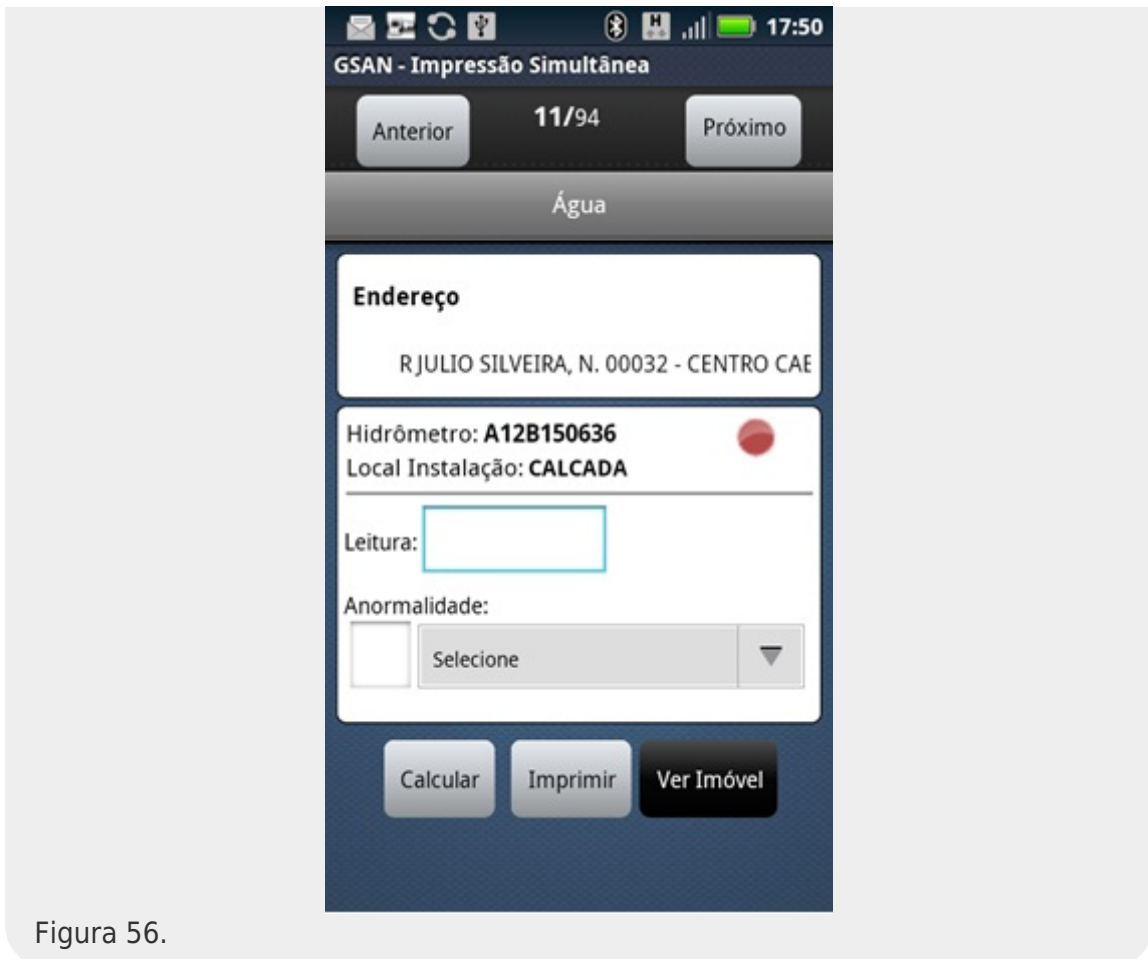 17:50
GSAN - Impressão Simultânea
Anterior 11/94 Próximo
Água
Endereço
R JULIO SILVEIRA, N. 00032 - CENTRO CAE
Hidrômetro: A12B150636
Local Instalação: CALCADA
Leitura:
Anormalidade:
Selecione
Calcular Imprimir Ver Imóvel
Figura 56.